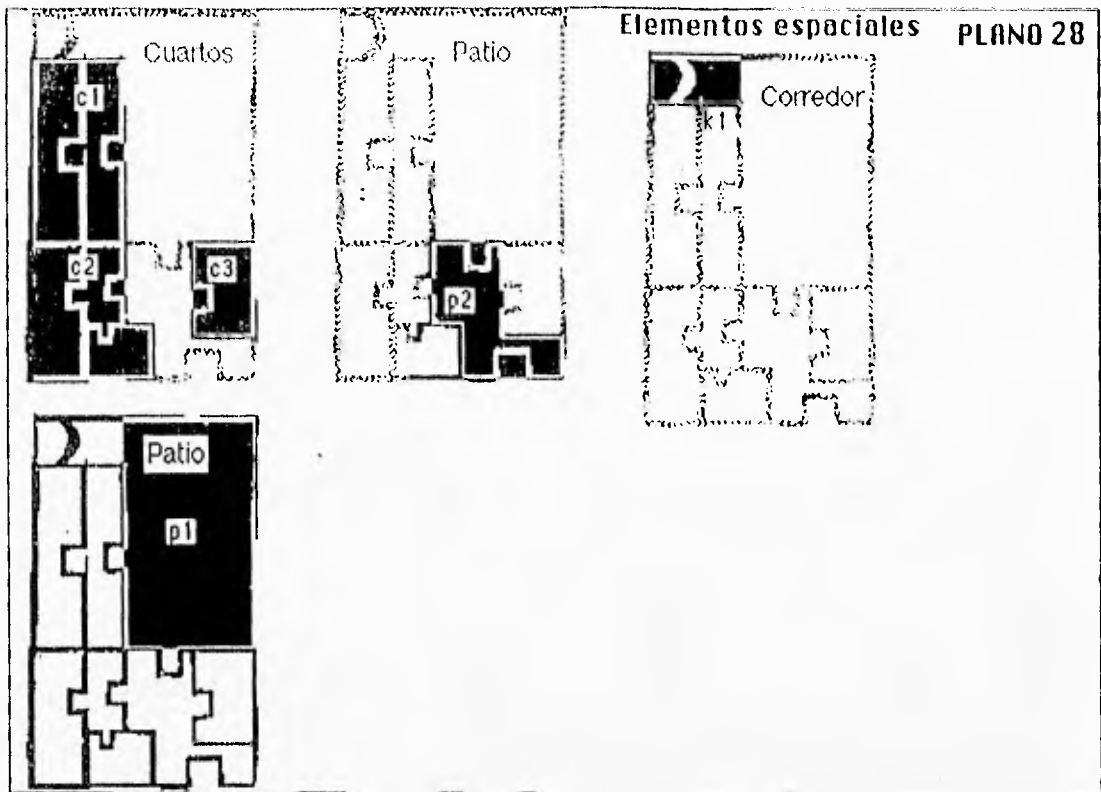 Elementos espaciales PLANO 28
Cuartos
Patio
Corredor
c1
k1
c2
c3
p2
Patio
p1